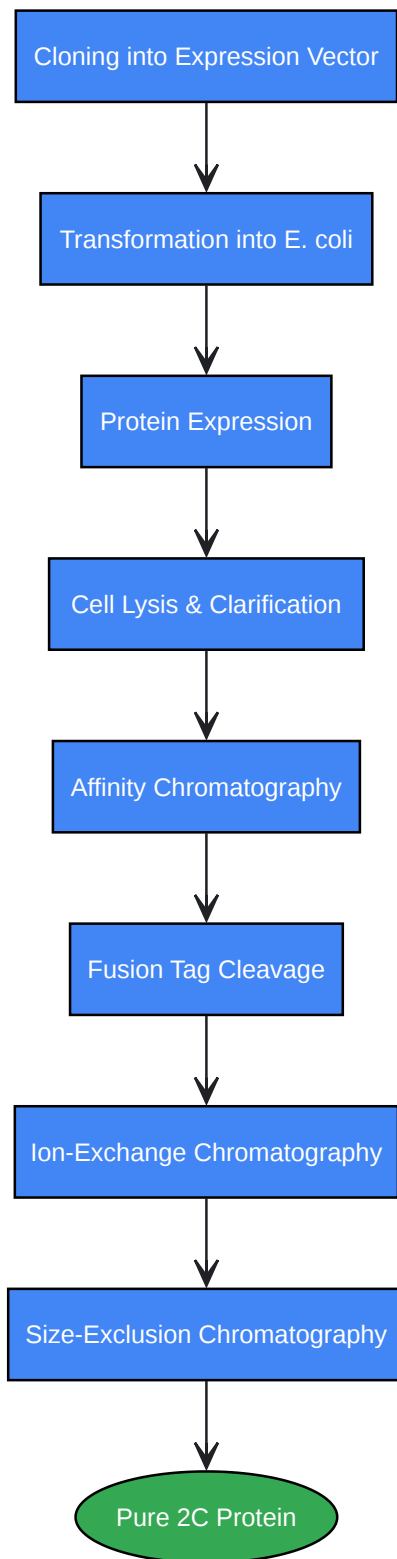 Cloning into Expression Vector
Transformation into E. coli
Protein Expression
Cell Lysis & Clarification
Affinity Chromatography
Fusion Tag Cleavage
Ion-Exchange Chromatography
Size-Exclusion Chromatography
Pure 2C Protein